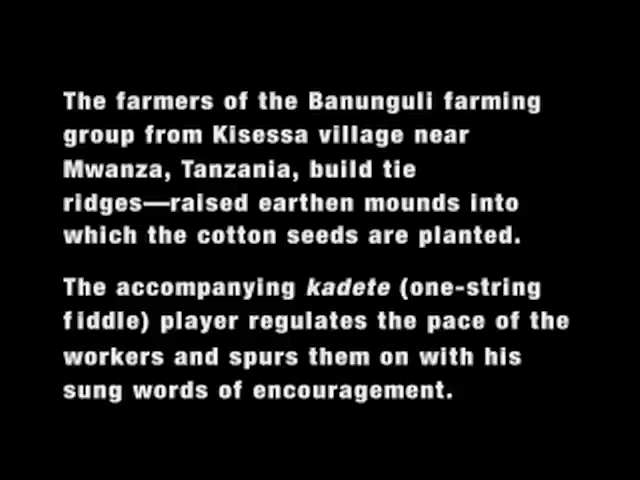 The farmers of the Banunguli farming
group from Kisessa village near
Mwanza, Tanzania, build tie
ridges—raised earthen mounds into
which the cotton seeds are planted.
The accompanying kadete (one-string
fiddle) player regulates the pace of the
workers and spurs them on with his
sung words of encouragement.